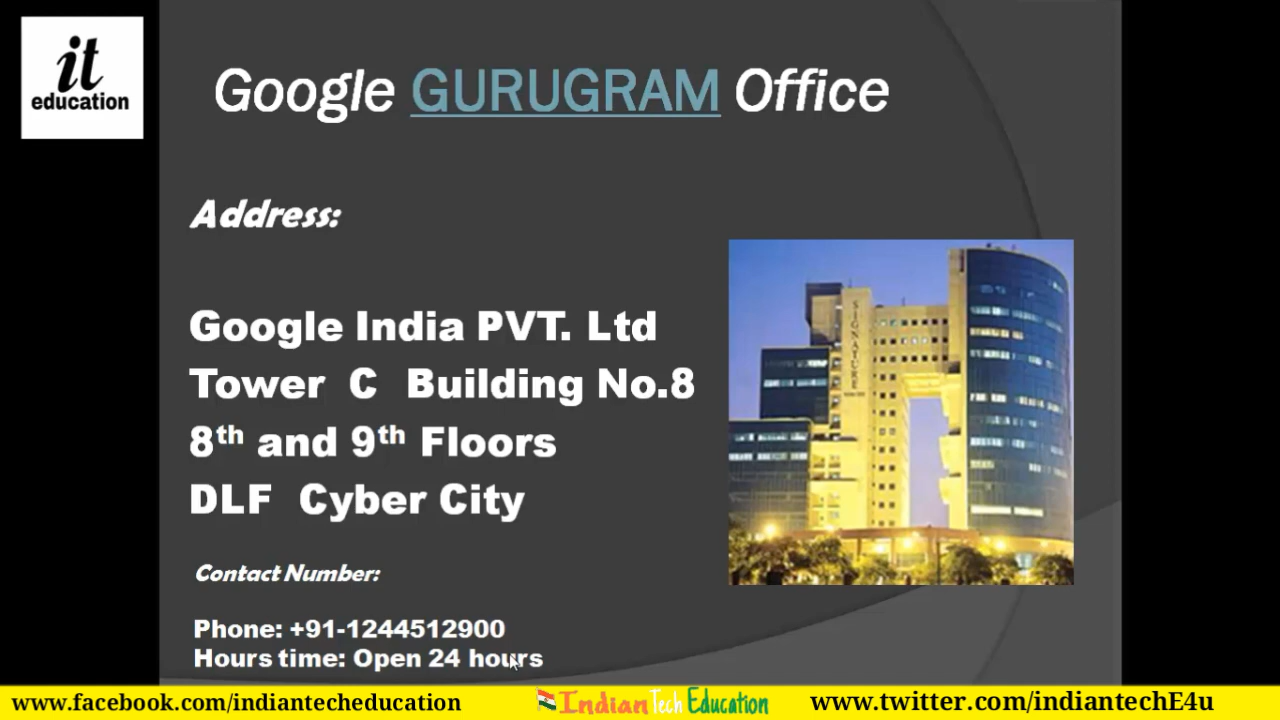 it
education
Google GURUGRAM Office
Address:
Google India PVT. Ltd
Tower C Building No.8
8th and 9th Floors
DLF Cyber City
SIGNATURE
Contact Number:
Phone: +91-1244512900
Hours time: Open 24 hours
www.facebook.com/indiantecheducation
IndianTech Education
www.twitter.com/indiantechE4u